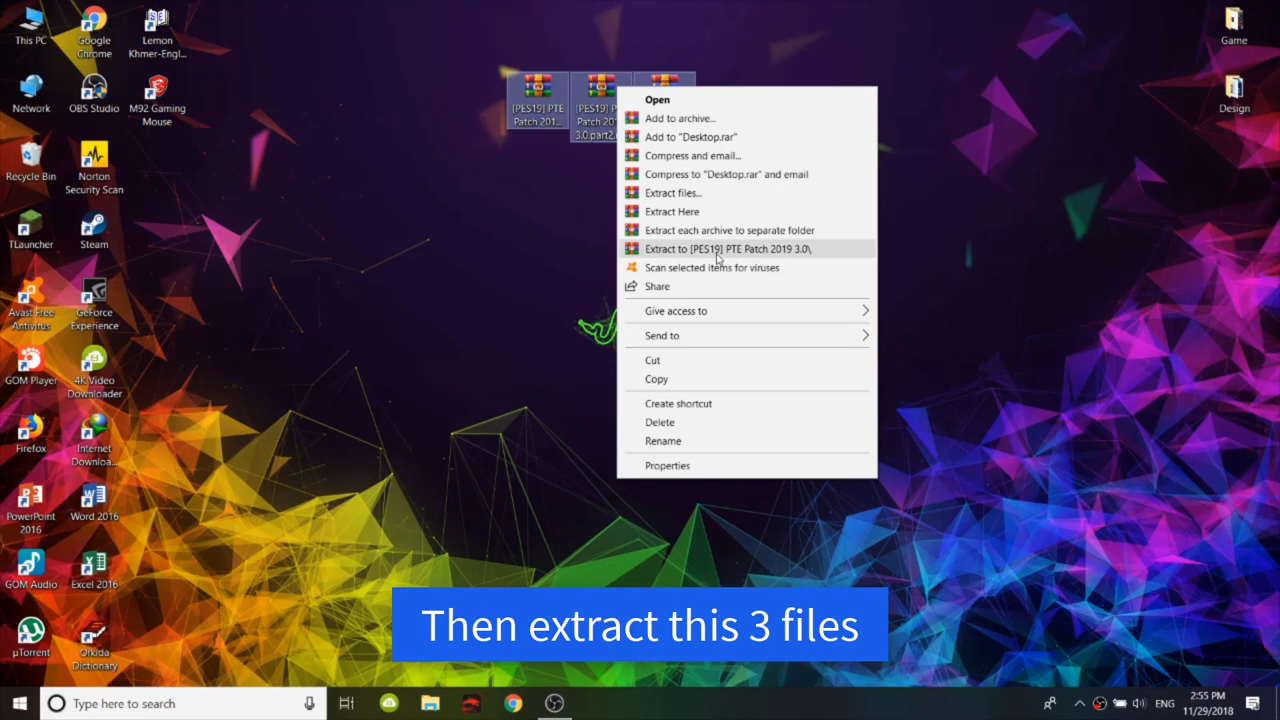 This PC
Google
Chrome
Lemon
Khmer-Engl...
Network
OBS Studio
M92 Gaming
Mouse
Recycle Bin
Norton
Security Scan
TLauncher
Steam
Avast Free
Antivirus
GeForce
Experience
GOM Player
4K Video
Downloader
Firefox
Internet
Downloa...
PowerPoint
2016
Word 2016
GOM Audio
Excel 2016
µTorrent
Orkida
Dictionary
[PES19] PTE
Patch 201...
[PES19] P
Patch 20
3.0.part2.
Open
Add to archive...
Add to "Desktop.rar"
Compress and email...
Compress to "Desktop.rar" and email
Extract files...
Extract Here
Extract each archive to separate folder
Extract to [PES19] PTE Patch 2019 3.0\
Scan selected items for viruses
Share
Give access to
Send to
Cut
Copy
Create shortcut
Delete
Rename
Properties
Game
Design
Then extract this 3 files
Type here to search
ENG
2:55 PM
11/29/2018